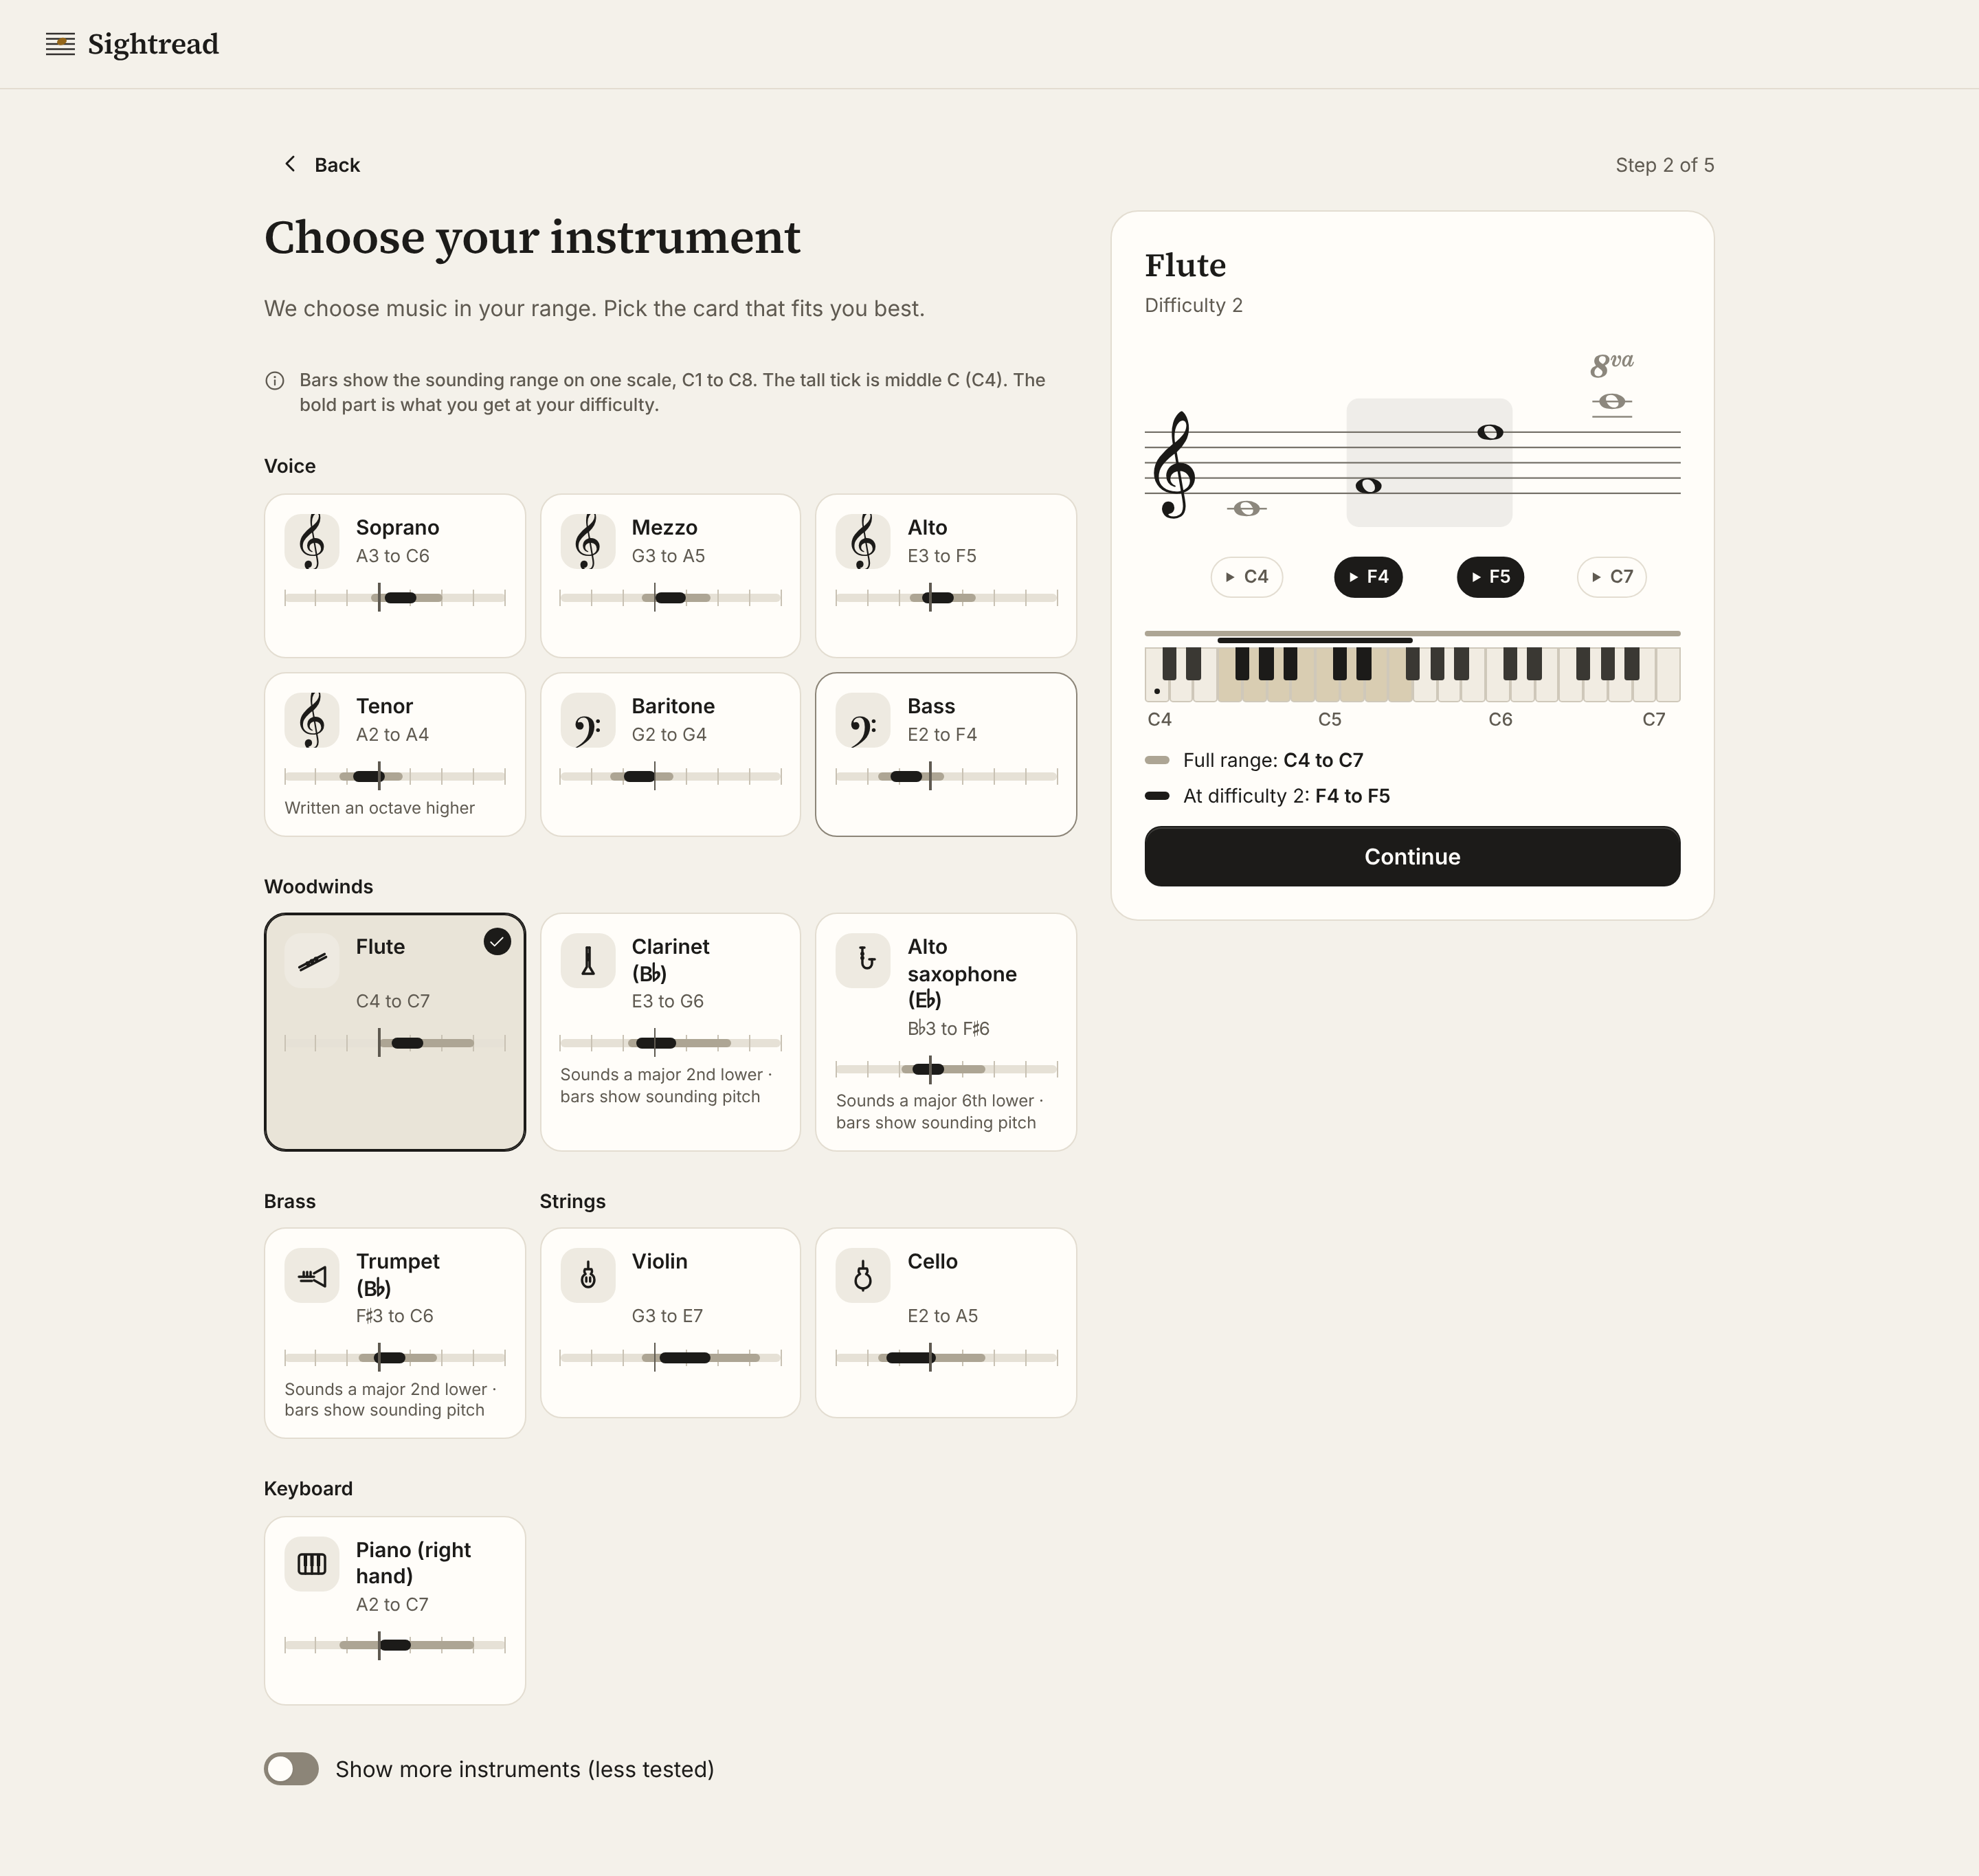 Sightread
Back
Step 2 of 5
Choose your instrument
We choose music in your range. Pick the card that fits you best.
Bars show the sounding range on one scale, C1 to C8. The tall tick is middle C (C4). The
bold part is what you get at your difficulty.
Voice
Soprano
A3 to C6
Mezzo
G3 to A5
Alto
E3 to F5
Tenor
A2 to A4
Written an octave higher
Baritone
G2 to G4
Bass
E2 to F4
Woodwinds
Flute
C4 to C7
Clarinet
(B♭)
E3 to G6
Sounds a major 2nd lower ·
bars show sounding pitch
Alto
saxophone
(E♭)
B♭3 to F♯6
Sounds a major 6th lower ·
bars show sounding pitch
Brass
Trumpet
(B♭)
F♯3 to C6
Sounds a major 2nd lower ·
bars show sounding pitch
Strings
Violin
G3 to E7
Cello
E2 to A5
Keyboard
Piano (right
hand)
A2 to C7
Show more instruments (less tested)
Flute
Difficulty 2
8va
C4
F4
F5
C7
C4
C5
C6
C7
Full range: C4 to C7
At difficulty 2: F4 to F5
Continue